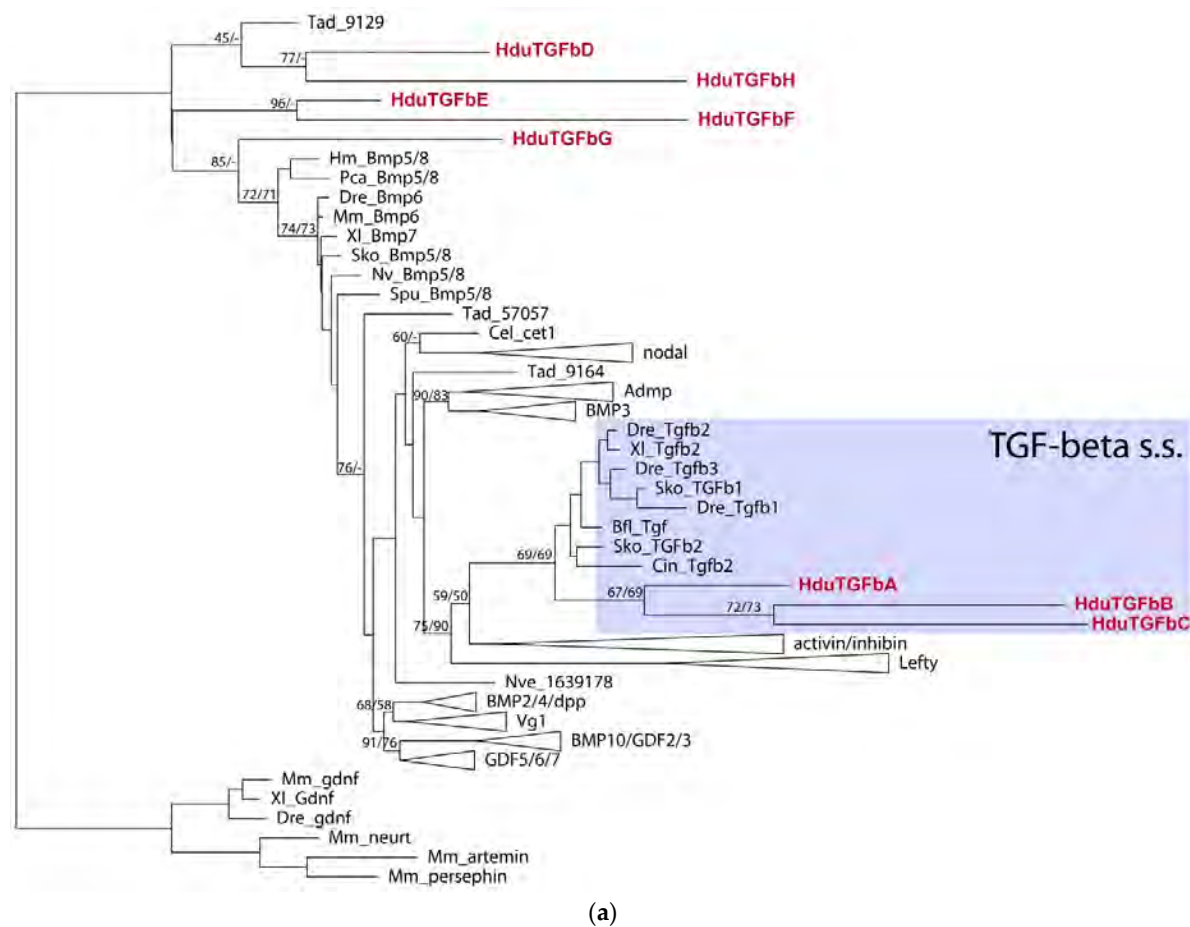 Tad_9129
45/-
HduTGFbD
77/-
HduTGFbH
HduTGFbE
96/-
HduTGFbF
HduTGFbG
85/-
Hm_Bmp5/8
Pca_Bmp5/8
72/71
Dre_Bmp6
Mm_Bmp6
74/73
Xl_Bmp7
Sko_Bmp5/8
Nv_Bmp5/8
Spu_Bmp5/8
Tad_57057
Cel_cet1
60/-
nodal
Tad_9164
90/83
Admp
BMP3
Dre_Tgfb2
TGF-beta s.s.
Xl_Tgfb2
Dre_Tgfb3
76/-
Sko_TGFb1
Dre_Tgfb1
Bfl_Tgf
Sko_TGFb2
69/69
Cin_Tgfb2
HduTGFbA
67/69
59/50
72/73
HduTGFbB
HduTGFbC
75/90
activin/inhibin
Lefty
Nve_1639178
BMP2/4/dpp
68/58
Vg1
BMP10/GDF2/3
91/76
GDF5/6/7
Mm_gdnf
Xl_Gdnf
Dre_gdnf
Mm_neurt
Mm_artemin
Mm_persephin
(a)